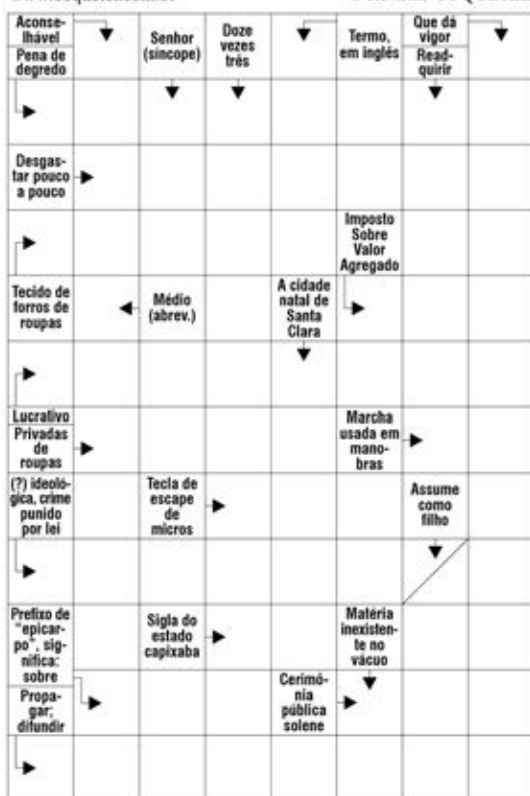 Aconse-
lhável
Pena de
degredo
Senhor
(síncope)
Doze
vezes
três
Termo,
em inglês
Que dá
vigor
Read-
quirir
Desgas-
tar pouco
a pouco
Imposto
Sobre
Valor
Agregado
Tecido de
forros de
roupas
Médio
(abrev.)
A cidade
natal de
Santa
Clara
Lucrativo
Privadas
de
roupas
Marcha
usada em
mano-
bras
(?) ideoló-
gica, crime
punido
por lei
Tecla de
escape
de
micros
Assume
como
filho
Prefixo de
"epicar-
po", sig-
nifica:
sobre
Propa-
gar;
difundir
Sigla do
estado
capixaba
Matéria
inexisten-
te no
vácuo
Cerimô-
nia
pública
solene